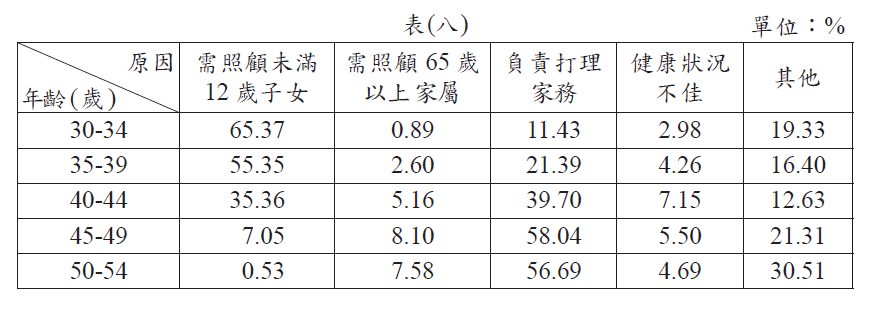 表(八)
單位：%
原因
年齡(歲)
需照顧未滿
12歲子女
需照顧65歲
以上家屬
負責打理
家務
健康狀況
不佳
其他
30-34 65.37 0.89 11.43 2.98 19.33
35-39 55.35 2.60 21.39 4.26 16.40
40-44 35.36 5.16 39.70 7.15 12.63
45-49 7.05 8.10 58.04 5.50 21.31
50-54 0.53 7.58 56.69 4.69 30.51